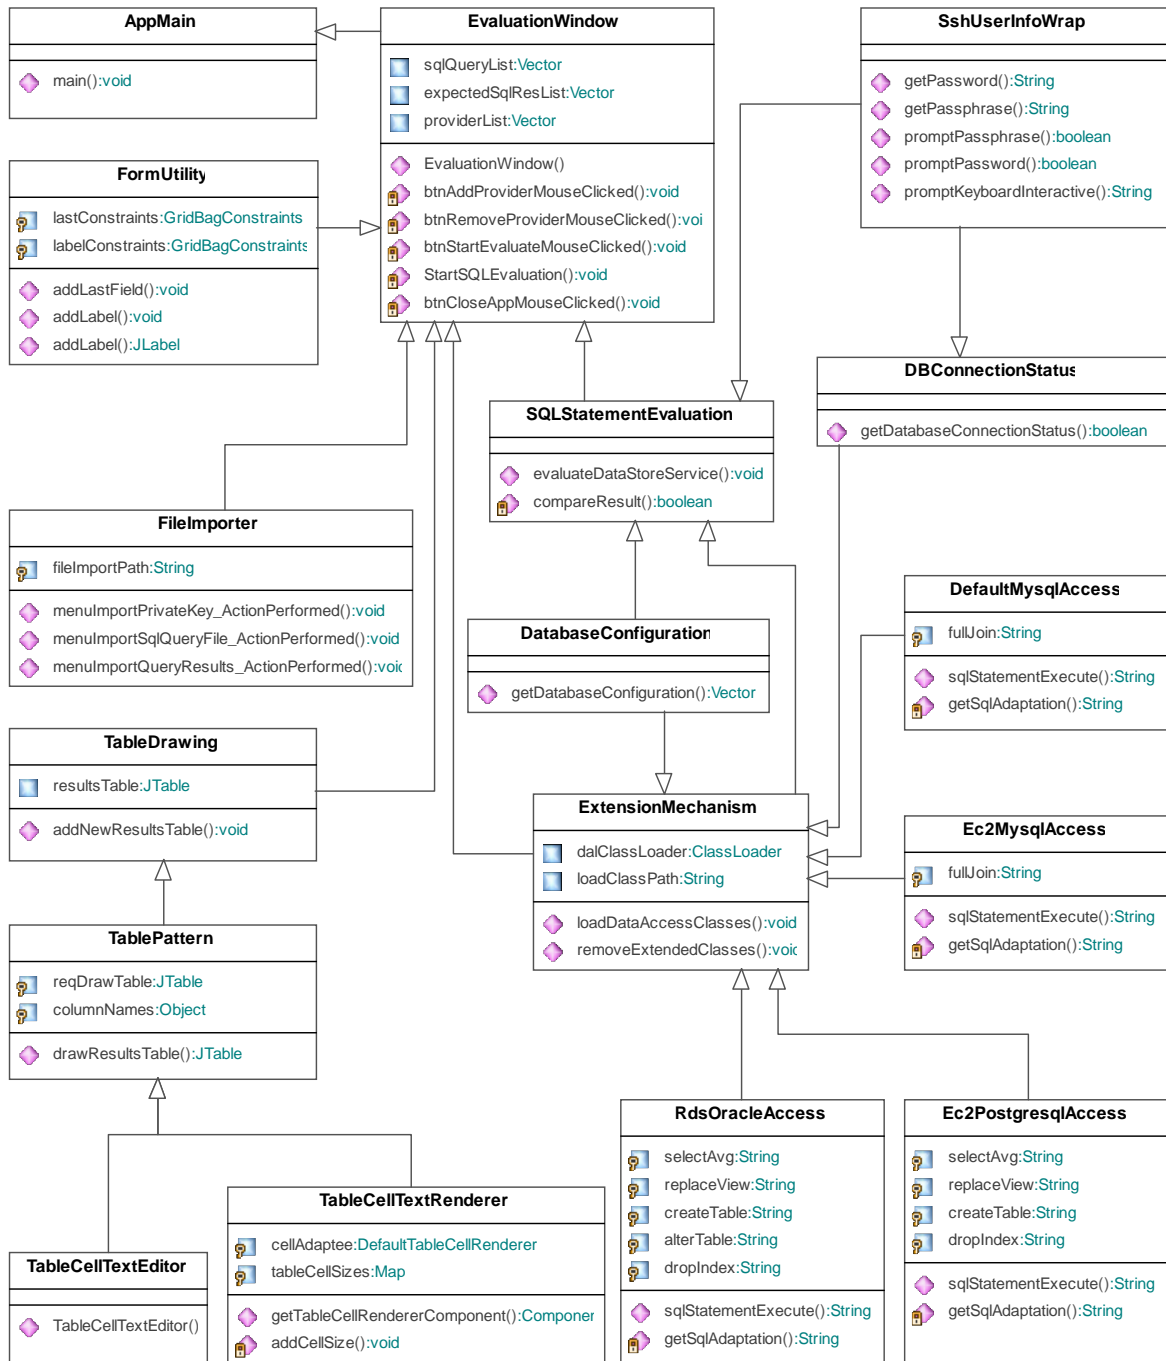 AppMain
main():void
EvaluationWindow
sqlQueryList:Vector
expectedSqlResList:Vector
providerList:Vector
EvaluationWindow()
btnAddProviderMouseClicked():void
btnRemoveProviderMouseClicked():voi
btnStartEvaluateMouseClicked():void
StartSQLEvaluation():void
btnCloseAppMouseClicked():void
SshUserInfoWrap
getPassword():String
getPassphrase():String
promptPassphrase():boolean
promptPassword():boolean
promptKeyboardInteractive():String
FormUtility
lastConstraints:GridBagConstraints
labelConstraints:GridBagConstraints
addLastField():void
addLabel():void
addLabel():JLabel
DBConnectionStatus
getDatabaseConnectionStatus():boolean
SQLStatementEvaluation
evaluateDataStoreService():void
compareResult():boolean
FileImporter
fileImportPath:String
menuImportPrivateKey_ActionPerformed():void
menuImportSqlQueryFile_ActionPerformed():void
menuImportQueryResults_ActionPerformed():void
DatabaseConfiguration
getDatabaseConfiguration():Vector
DefaultMysqlAccess
fullJoin:String
sqlStatementExecute():String
getSqlAdaptation():String
TableDrawing
resultsTable:JTable
addNewResultsTable():void
ExtensionMechanism
dalClassLoader:ClassLoader
loadClassPath:String
loadDataAccessClasses():void
removeExtendedClasses():void
Ec2MysqlAccess
fullJoin:String
sqlStatementExecute():String
getSqlAdaptation():String
TablePattern
reqDrawTable:JTable
columnNames:Object
drawResultsTable():JTable
RdsOracleAccess
selectAvg:String
replaceView:String
createTable:String
alterTable:String
dropIndex:String
sqlStatementExecute():String
getSqlAdaptation():String
Ec2PostgresqlAccess
selectAvg:String
replaceView:String
createTable:String
dropIndex:String
sqlStatementExecute():String
getSqlAdaptation():String
TableCellTextRenderer
cellAdaptee:DefaultTableCellRenderer
tableCellSizes:Map
getTableCellRendererComponent():Componer
addCellSize():void
TableCellTextEditor
TableCellTextEditor()